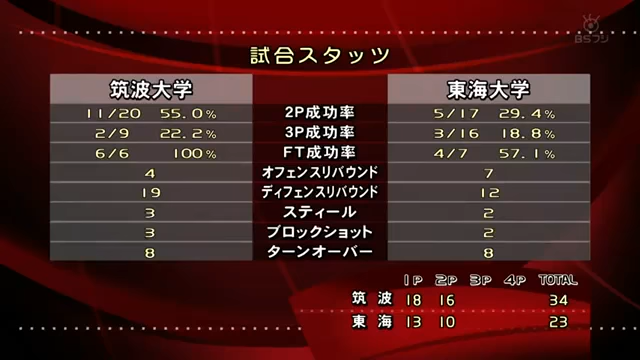 BSフジ
試合スタッツ
筑波大学 東海大学
11/20 55.0% 2P成功率 5/17 29.4%
2/9 22.2% 3P成功率 3/16 18.8%
6/6 100% FT成功率 4/7 57.1%
4 オフェンスリバウンド 7
19 ディフェンスリバウンド 12
3 スティール 2
3 ブロックショット 2
8 ターンオーバー 8
1P 2P 3P 4P TOTAL
筑波 18 16 34
東海 13 10 23